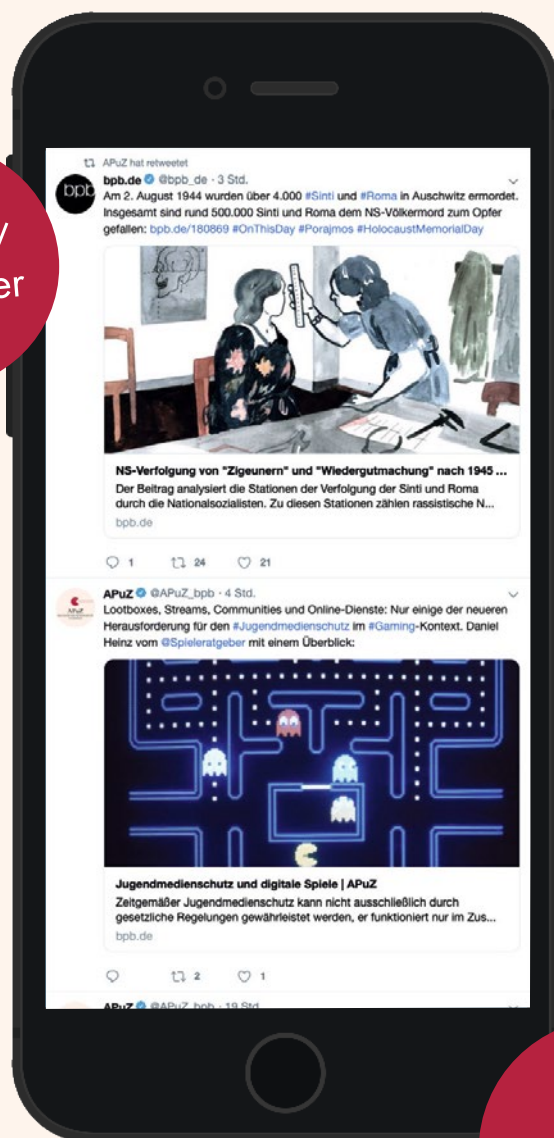 APuZ hat retweetet
bpb.de @bpb_de · 3 Std.
bpb
Am 2. August 1944 wurden über 4.000 #Sinti und #Roma in Auschwitz ermordet.
Insgesamt sind rund 500.000 Sinti und Roma dem NS-Völkermord zum Opfer
gefallen: bpb.de/180869 #OnThisDay #Porajmos #HolocaustMemorialDay
NS-Verfolgung von "Zigeunern" und "Wiedergutmachung" nach 1945 ...
Der Beitrag analysiert die Stationen der Verfolgung der Sinti und Roma
durch die Nationalsozialisten. Zu diesen Stationen zählen rassistische N...
bpb.de
1 24 21
APuZ @APuZ_bpb · 4 Std.
APuZ
Lootboxes, Streams, Communities und Online-Dienste: Nur einige der neueren
Herausforderung für den #Jugendmedienschutz im #Gaming-Kontext. Daniel
Heinz vom @Spieleratgeber mit einem Überblick:
Jugendmedienschutz und digitale Spiele | APuZ
Zeitgemäßer Jugendmedienschutz kann nicht ausschließlich durch
gesetzliche Regelungen gewährleistet werden, er funktioniert nur im Zus...
bpb.de
2 1
APuZ @APuZ_bpb · 19 Std.